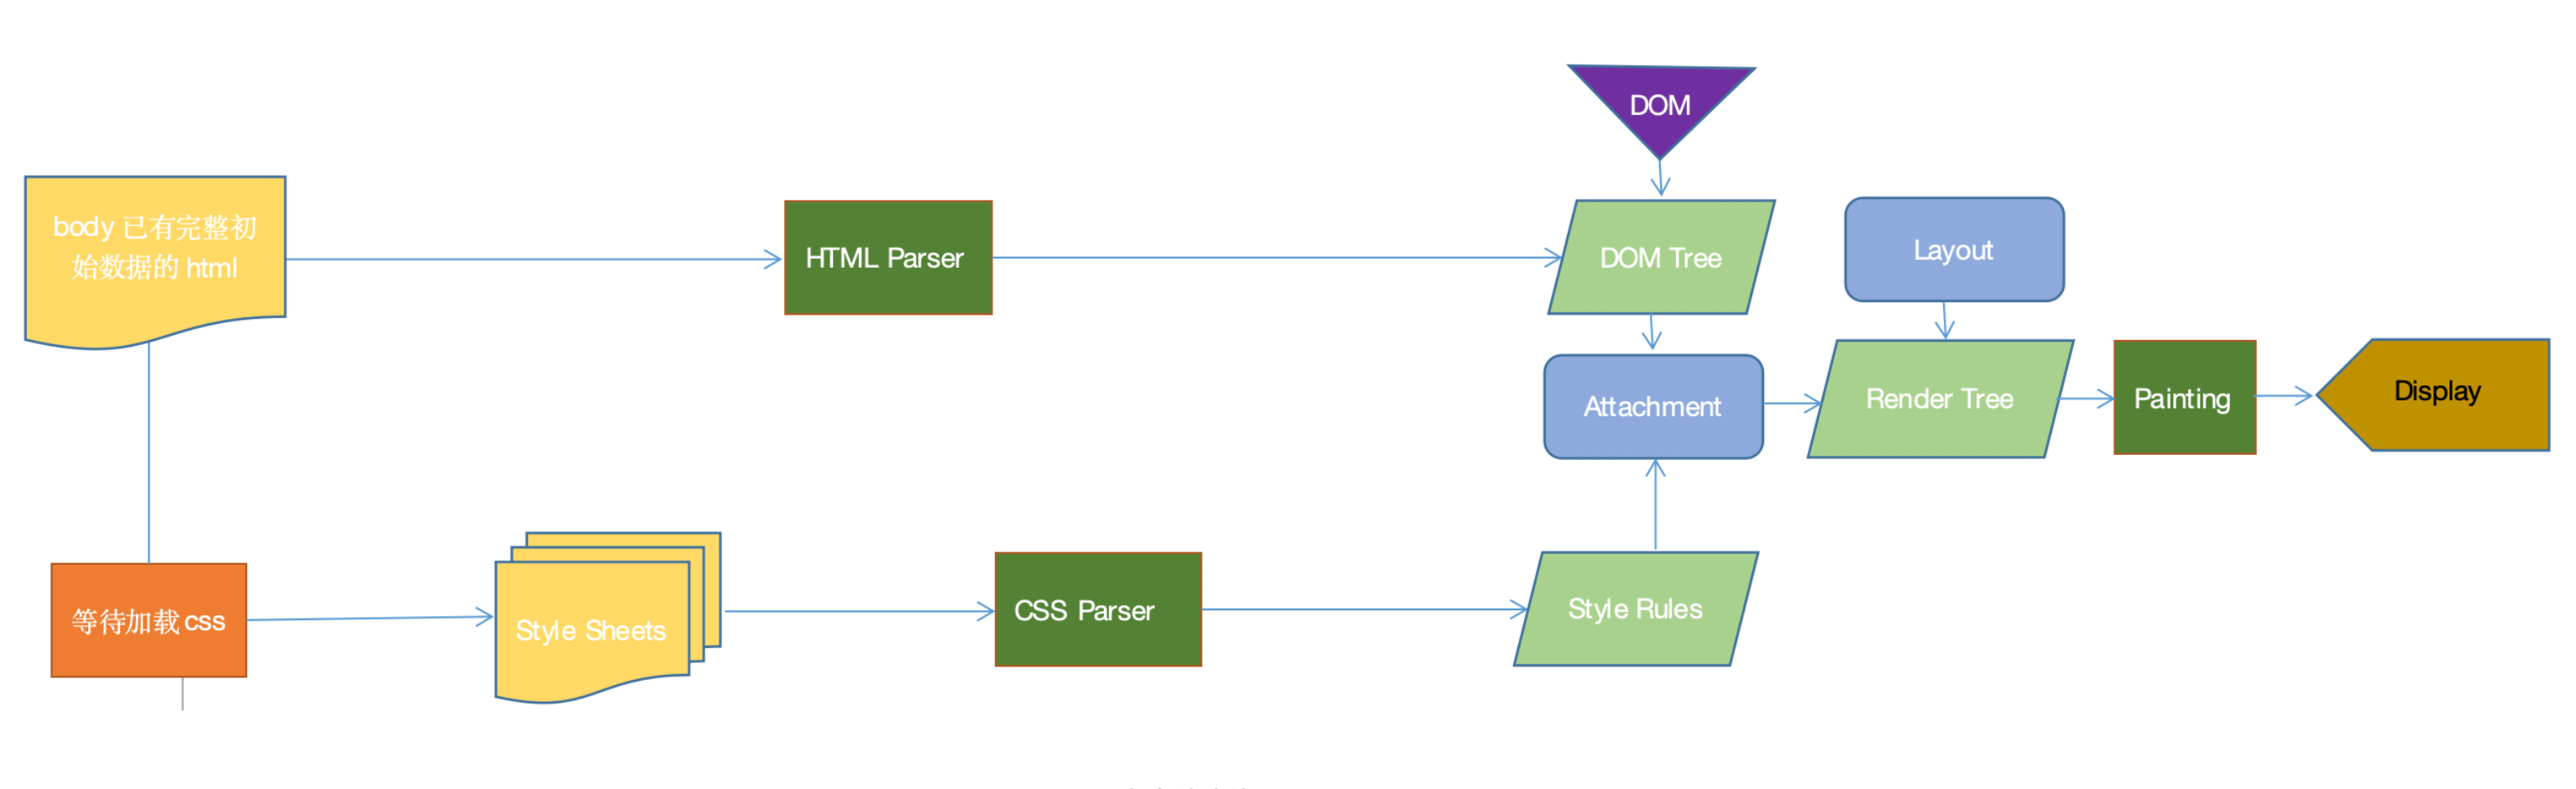 DOM
body 已有完整初
始数据的 html
HTML Parser
DOM Tree
Layout
Attachment
Render Tree
Painting
Display
等待加载 css
Style Sheets
CSS Parser
Style Rules